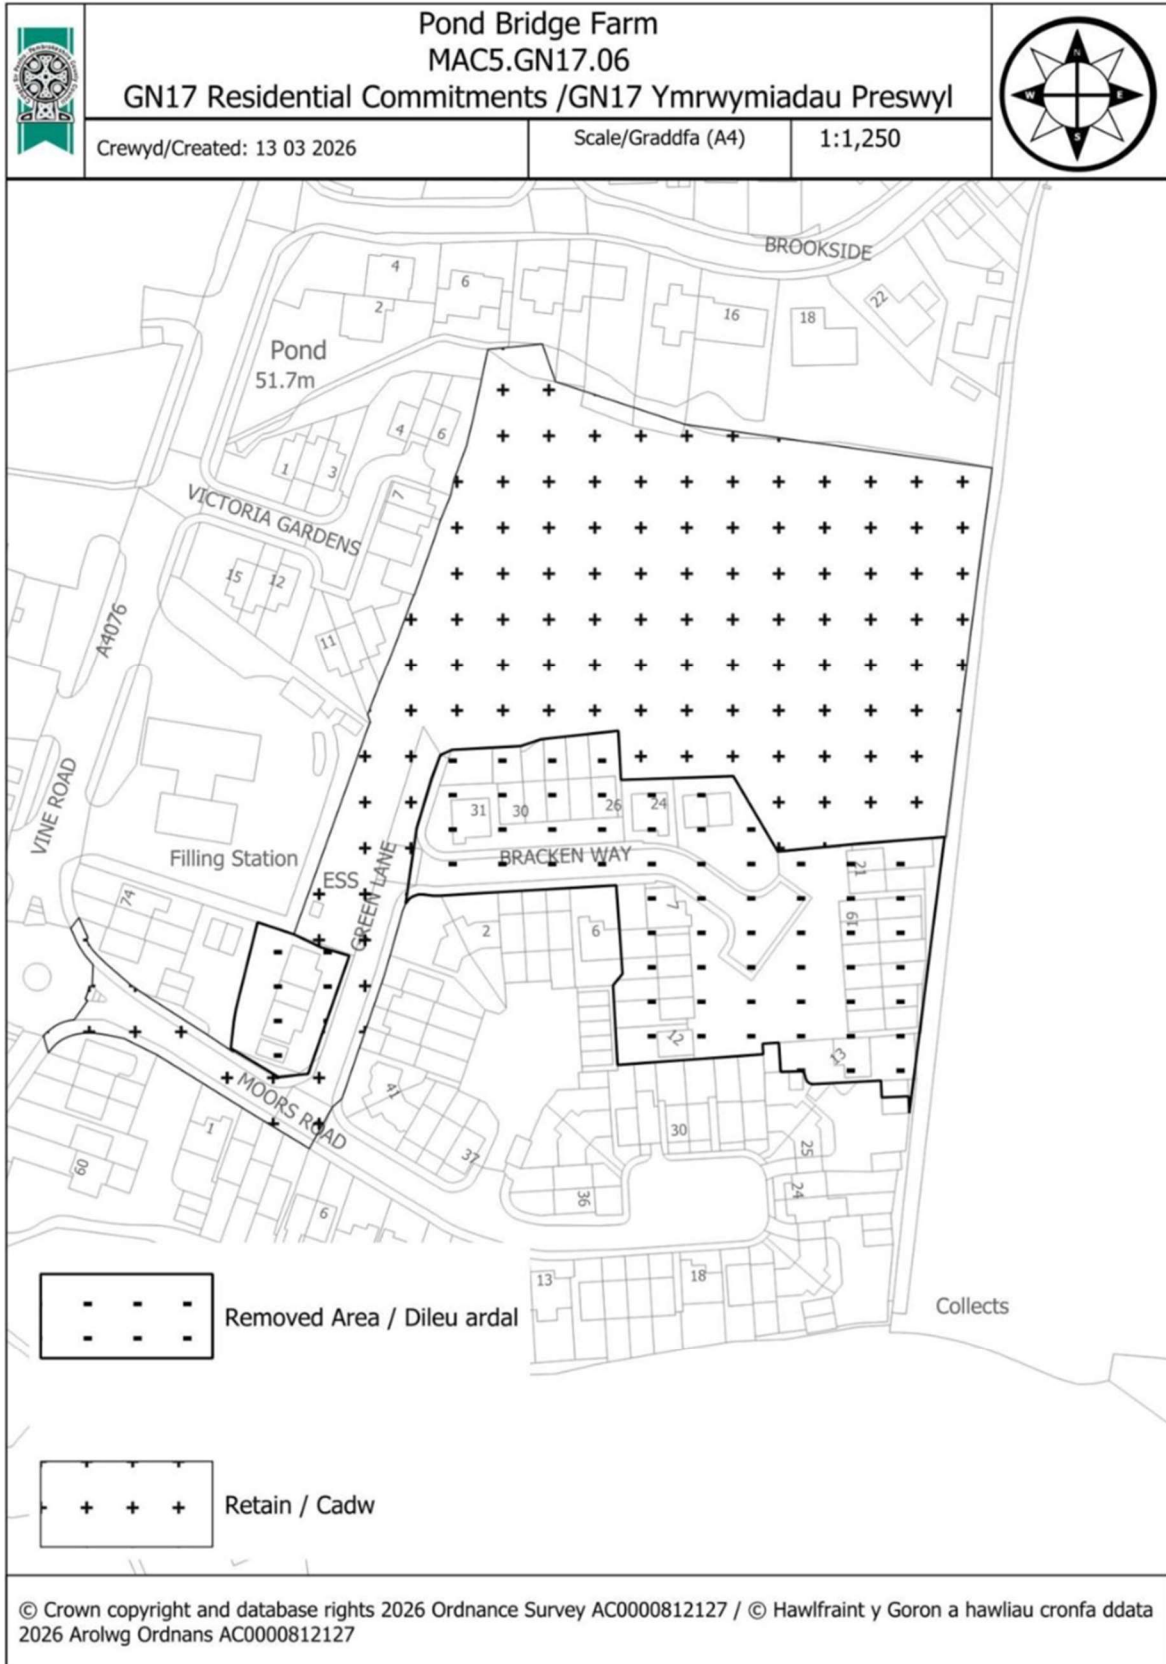 Pond Bridge Farm
MAC5.GN17.06
GN17 Residential Commitments /GN17 Ymrwymiadau Preswyl
Crewyd/Created: 13 03 2026
Scale/Graddfa (A4)
1:1,250
N
W
E
S
BROOKSIDE
4
6
2
16
18
22
Pond
51.7m
4
6
1
3
7
VICTORIA GARDENS
15
12
11
A4076
VINE ROAD
Filling Station
31
30
26
24
BRACKEN WAY
ESS
GREEN LANE
74
21
19
2
6
7
12
13
MOORS ROAD
41
37
1
60
6
30
25
24
36
13
18
Collects
Removed Area / Dileu ardal
Retain / Cadw
© Crown copyright and database rights 2026 Ordnance Survey AC0000812127 / © Hawlfraint y Goron a hawliau cronfa ddata
2026 Arolwg Ordnans AC0000812127